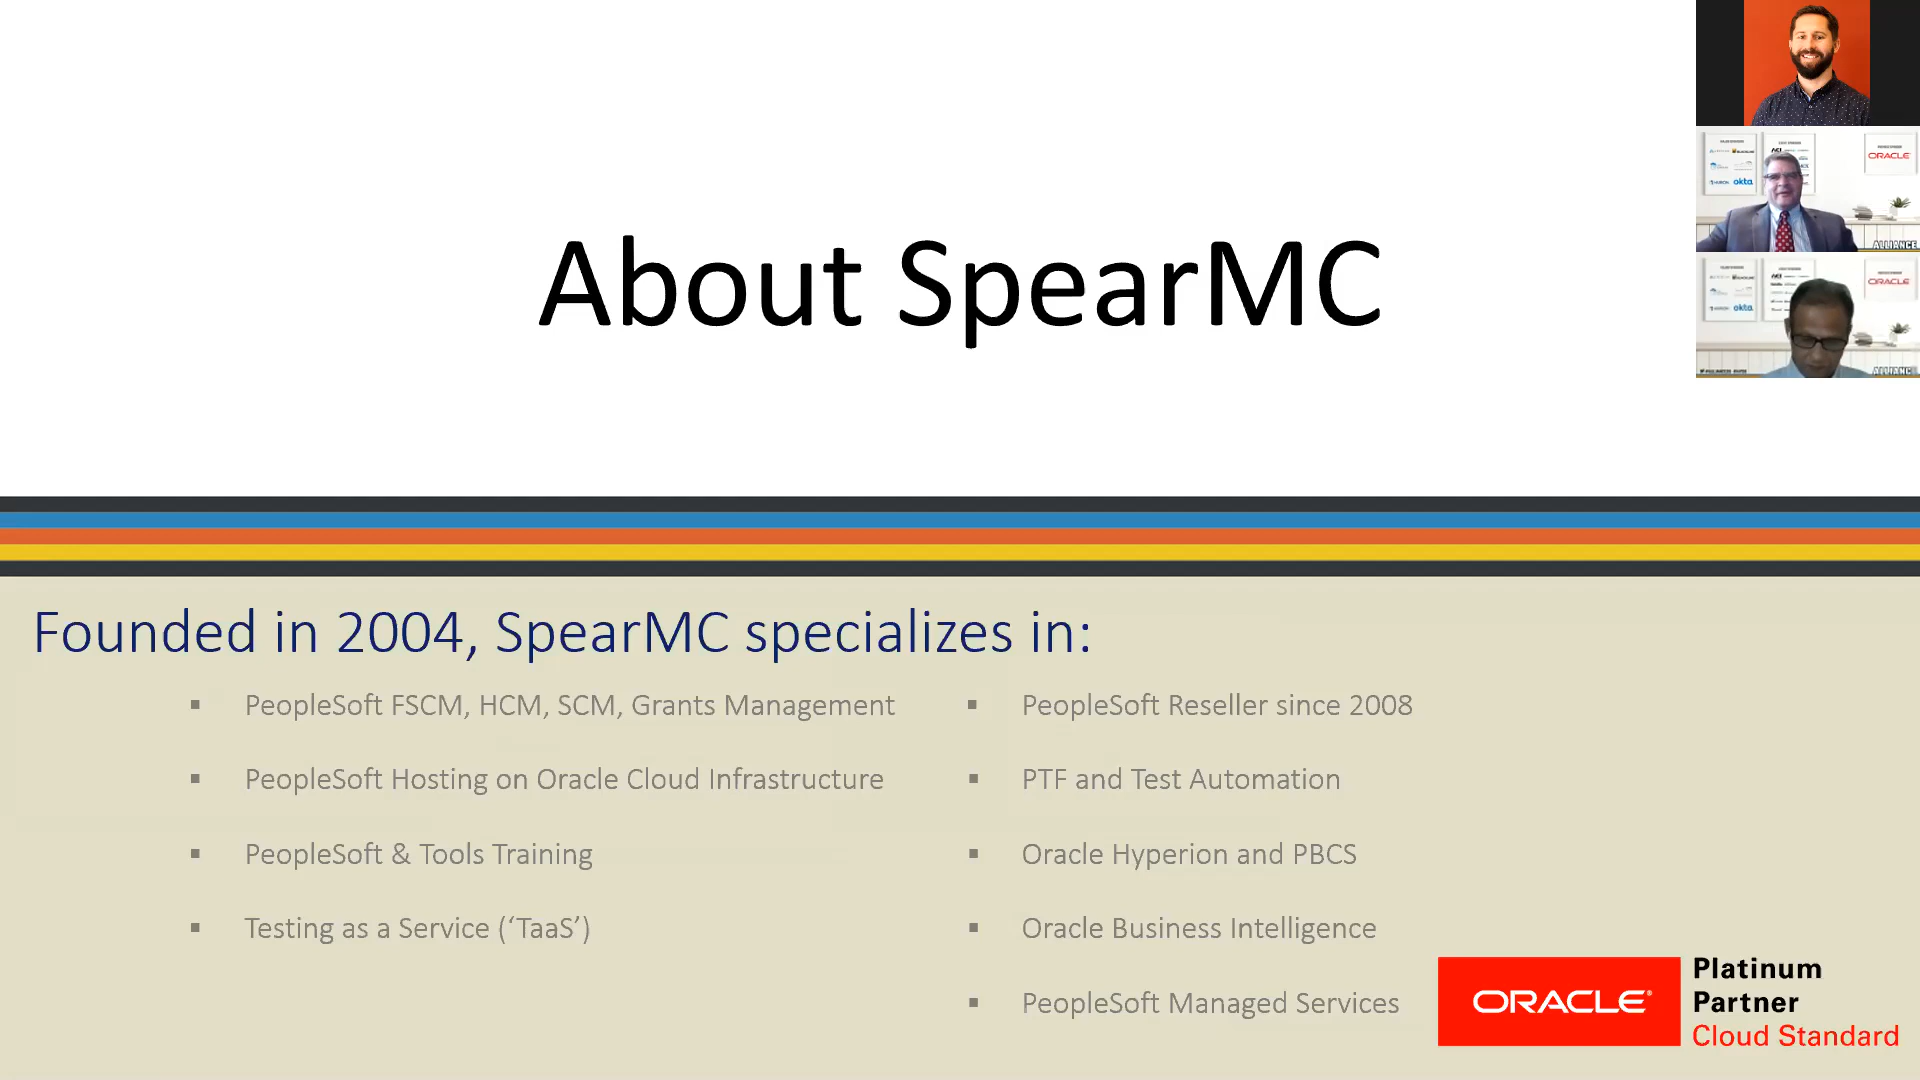 About SpearMC
ORACLE
okta
ALLIANCE
ORACLE
okta
ALLIANCE
Founded in 2004, SpearMC specializes in:
▪ PeopleSoft FSCM, HCM, SCM, Grants Management
▪ PeopleSoft Hosting on Oracle Cloud Infrastructure
▪ PeopleSoft & Tools Training
▪ Testing as a Service (‘TaaS’)
▪ PeopleSoft Reseller since 2008
▪ PTF and Test Automation
▪ Oracle Hyperion and PBCS
▪ Oracle Business Intelligence
▪ PeopleSoft Managed Services
ORACLE®
Platinum
Partner
Cloud Standard